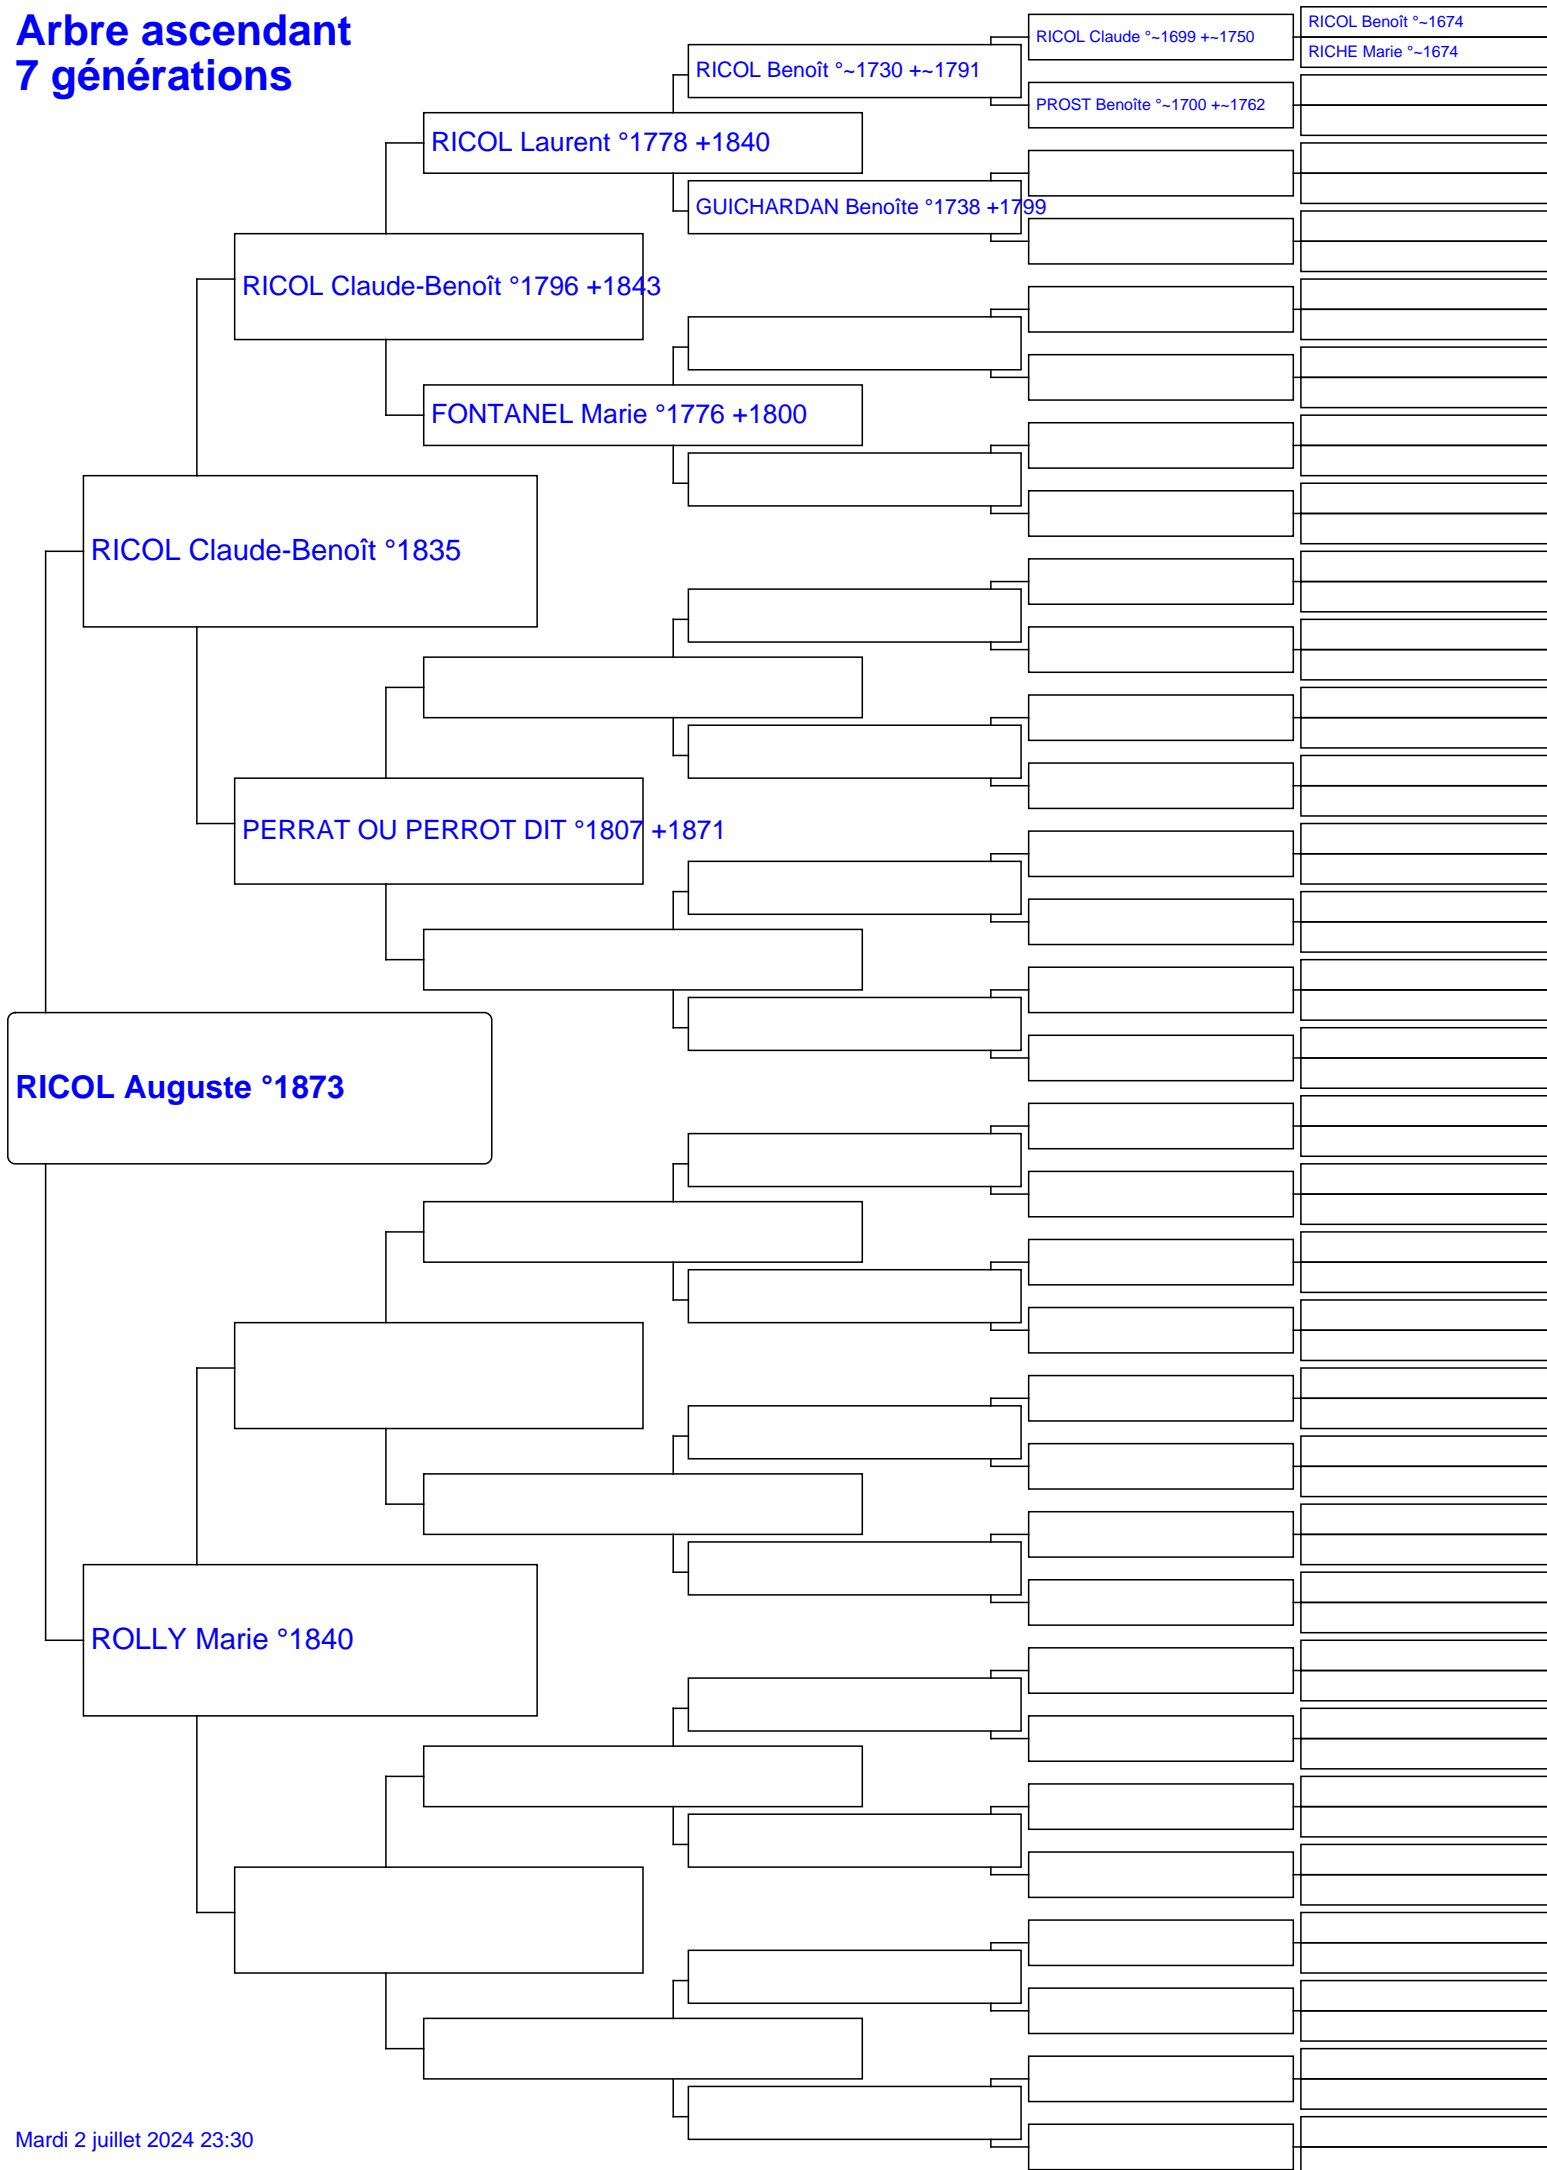 Arbre ascendant
7 générations
RICOL Benoît °~1674
RICOL Claude °~1699 +~1750
RICHE Marie °~1674
RICOL Benoît °~1730 +~1791
PROST Benoîte °~1700 +~1762
RICOL Laurent °1778 +1840
GUICHARDAN Benoîte °1738 +1799
RICOL Claude-Benoît °1796 +1843
FONTANEL Marie °1776 +1800
RICOL Claude-Benoît °1835
PERRAT OU PERROT DIT °1807 +1871
RICOL Auguste °1873
ROLLY Marie °1840
Mardi 2 juillet 2024 23:30